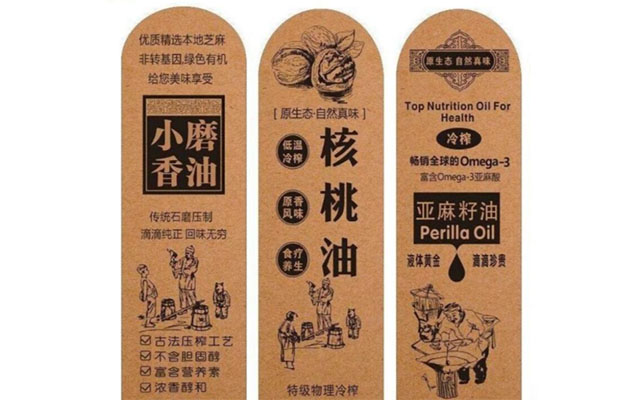 优质精选本地芝麻
非转基因,绿色有机
给您美味享受
小磨
香油
传统石磨压制
滴滴纯正 回味无穷
古法压榨工艺
不含胆固醇
富含营养素
浓香醇和
[ 原生态·自然真味 ]
核桃油
低温
冷榨
原香
风味
食疗
养生
特级物理冷榨
原生态 自然真味
Top Nutrition Oil For
Health
冷榨
畅销全球的Omega-3
富含Omega-3亚麻酸
亚麻籽油
Perilla Oil
液体黄金 滴滴珍贵